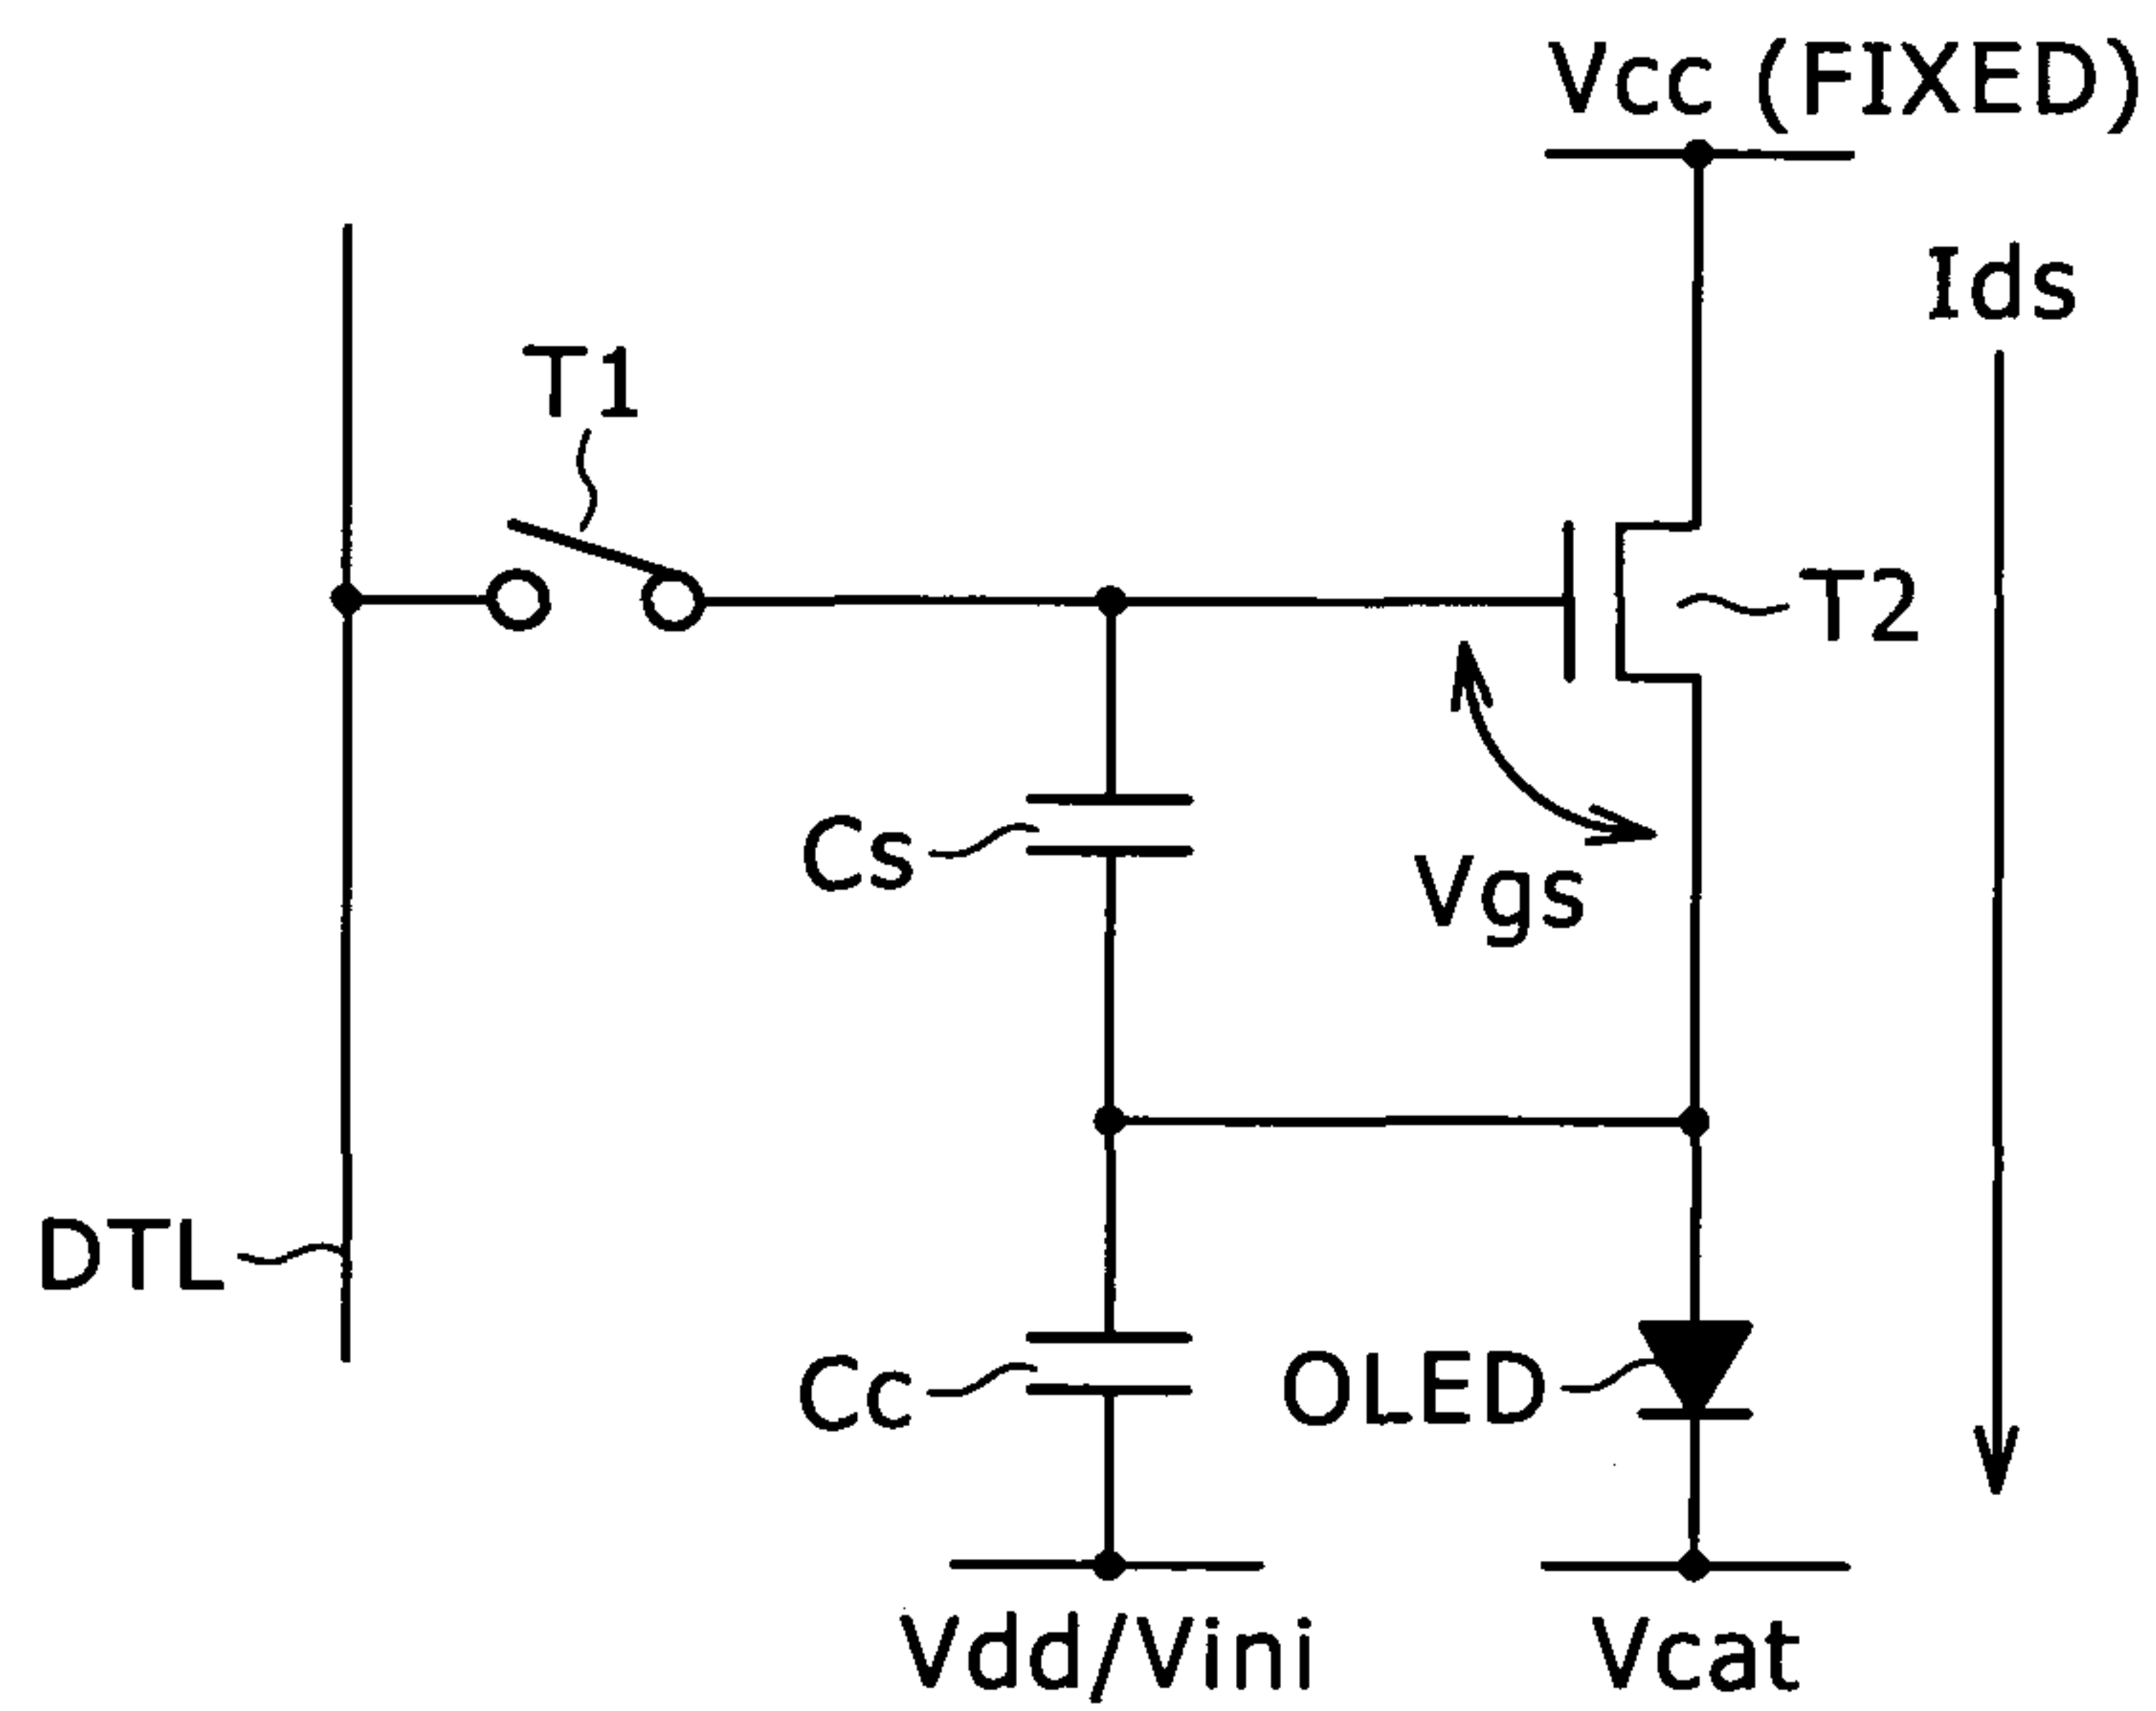 Vcc (FIXED)
Ids
T1
T2
Cs
Vgs
DTL
Cc
OLED
Vdd/Vini
Vcat